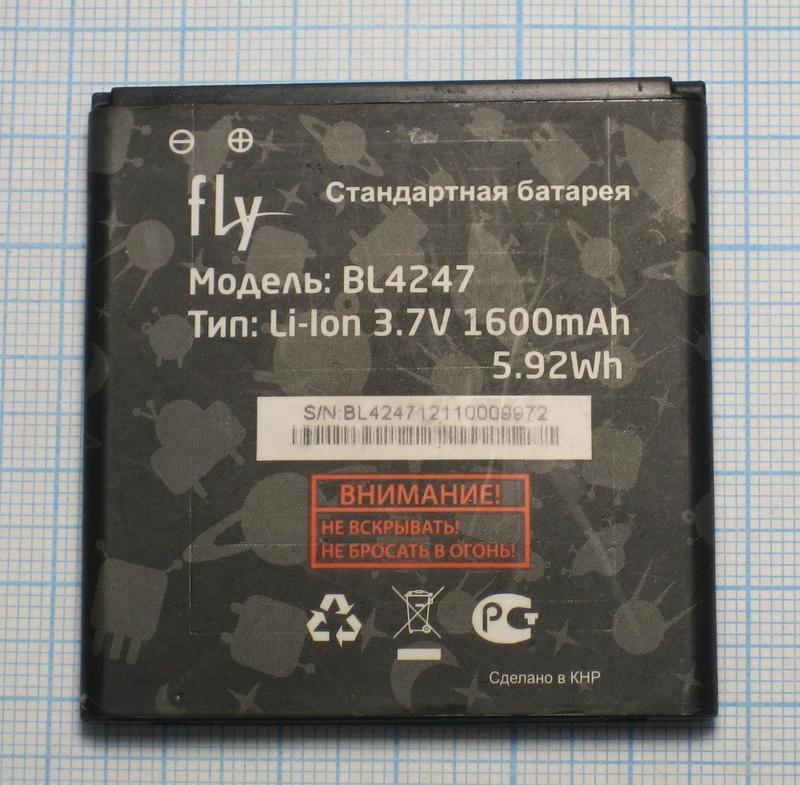 fly
Стандартная батарея
Модель: BL4247
Тип: Li-Ion 3.7V 1600mAh
5.92Wh
S/N:BL424712110009972
ВНИМАНИЕ!
НЕ ВСКРЫВАТЬ!
НЕ БРОСАТЬ В ОГОНЬ!
РСТ
Сделано в КНР